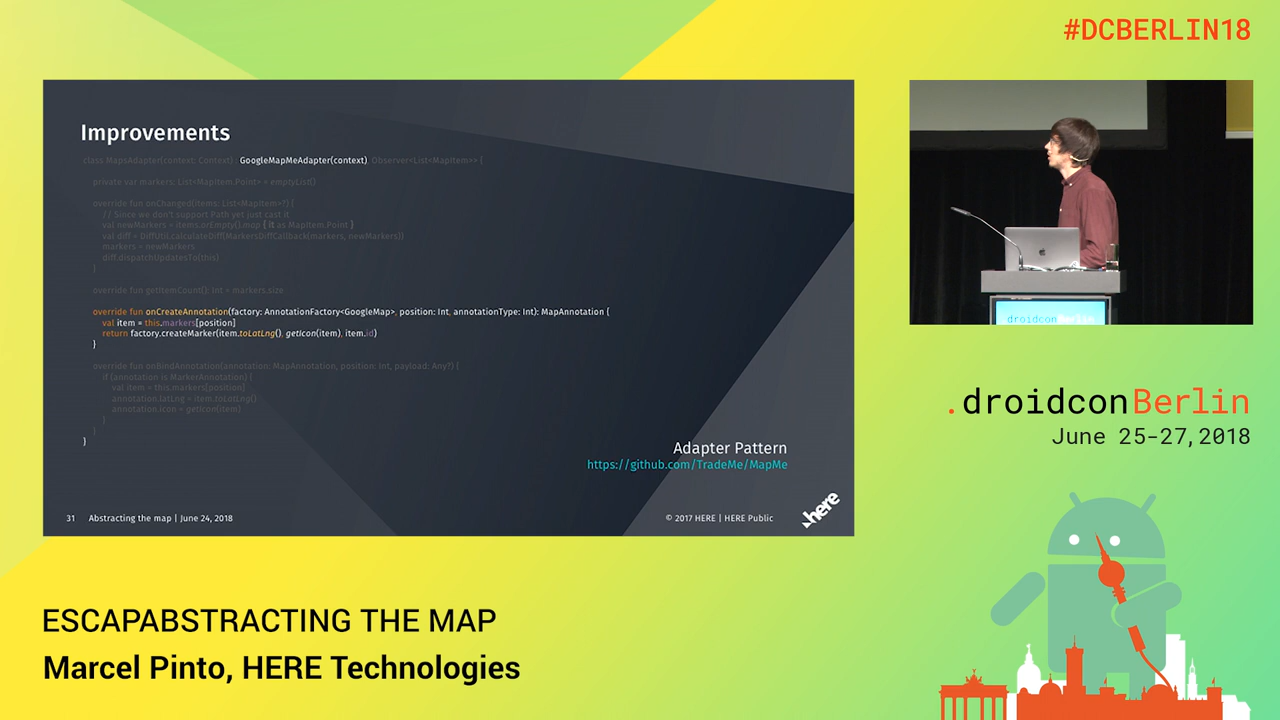 #DCBERLIN18
Improvements
class MapsAdapter(context: Context) : GoogleMapMeAdapter(context), Observer<List<MapItem>> {
private var markers: List<MapItem.Point> = emptyList()
override fun onChanged(items: List<MapItem>?) {
// Since we don't support Path yet just cast it
val newMarkers = items.orEmpty().map { it as MapItem.Point }
val diff = DiffUtil.calculateDiff(MarkersDiffCallback(markers, newMarkers))
markers = newMarkers
diff.dispatchUpdatesTo(this)
}
override fun getItemCount(): Int = markers.size
override fun onCreateAnnotation(factory: AnnotationFactory<GoogleMap>, position: Int, annotationType: Int): MapAnnotation {
val item = this.markers[position]
return factory.createMarker(item.toLatLng(), getIcon(item), item.id)
}
override fun onBindAnnotation(annotation: MapAnnotation, position: Int, payload: Any?) {
if (annotation is MarkerAnnotation) {
val item = this.markers[position]
annotation.latLng = item.toLatLng()
annotation.icon = getIcon(item)
}
}
}
Adapter Pattern
https://github.com/TradeMe/MapMe
31 Abstracting the map | June 24, 2018
© 2017 HERE | HERE Public
here
droidcon Berlin
.droidconBerlin
June 25-27, 2018
ESCAPABSTRACTING THE MAP
Marcel Pinto, HERE Technologies